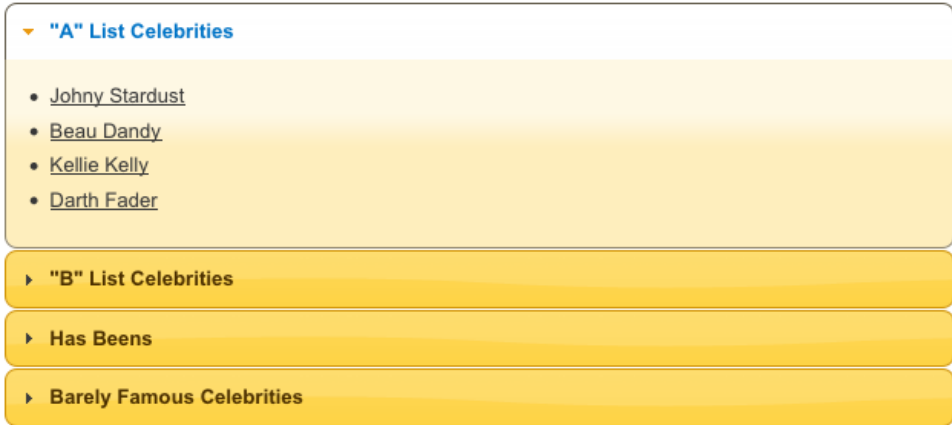 "A" List Celebrities
Johny Stardust
Beau Dandy
Kellie Kelly
Darth Fader
"B" List Celebrities
Has Beens
Barely Famous Celebrities